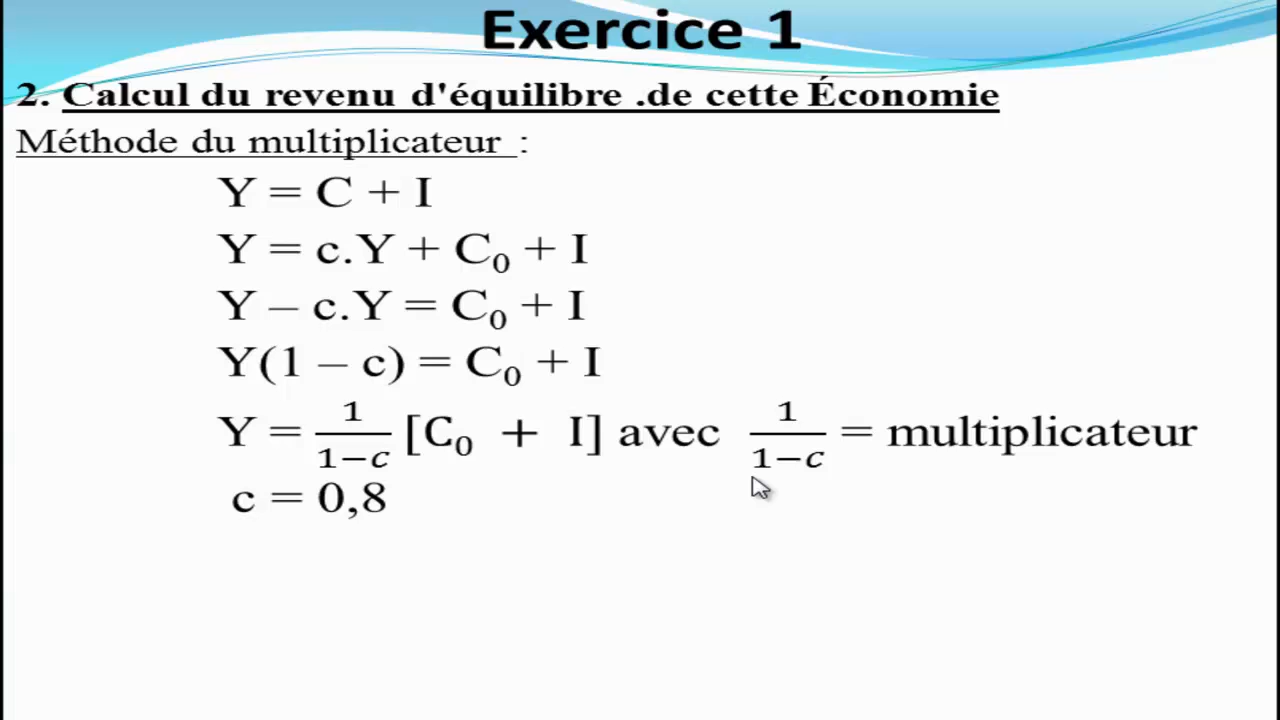 Exercice 1
2. Calcul du revenu d'équilibre .de cette Économie
Méthode du multiplicateur :
Y = C + I
Y = c.Y + C₀ + I
Y – c.Y = C₀ + I
Y(1 – c) = C₀ + I
Y = 1/(1−c) [C₀ + I] avec 1/(1−c) = multiplicateur
c = 0,8